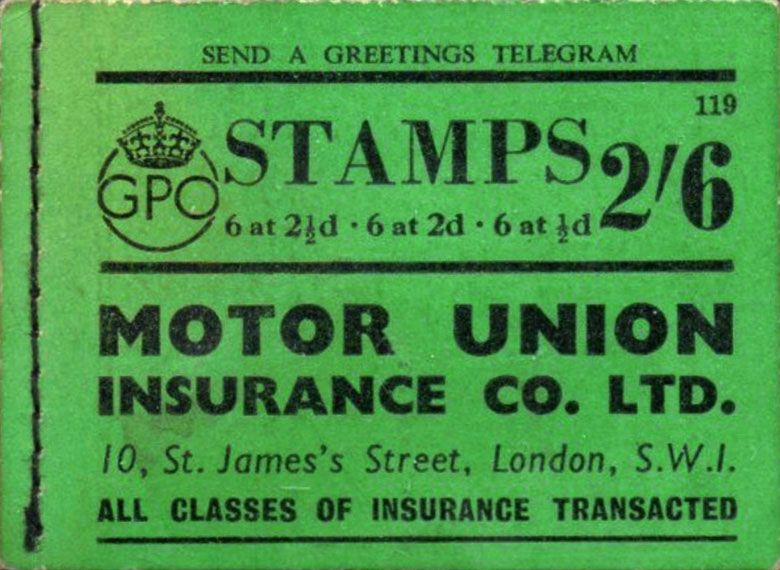 SEND A GREETINGS TELEGRAM
119
GPO
STAMPS 2/6
6 at 2½d · 6 at 2d · 6 at ½d
MOTOR UNION
INSURANCE CO. LTD.
10, St. James's Street, London, S.W.1.
ALL CLASSES OF INSURANCE TRANSACTED